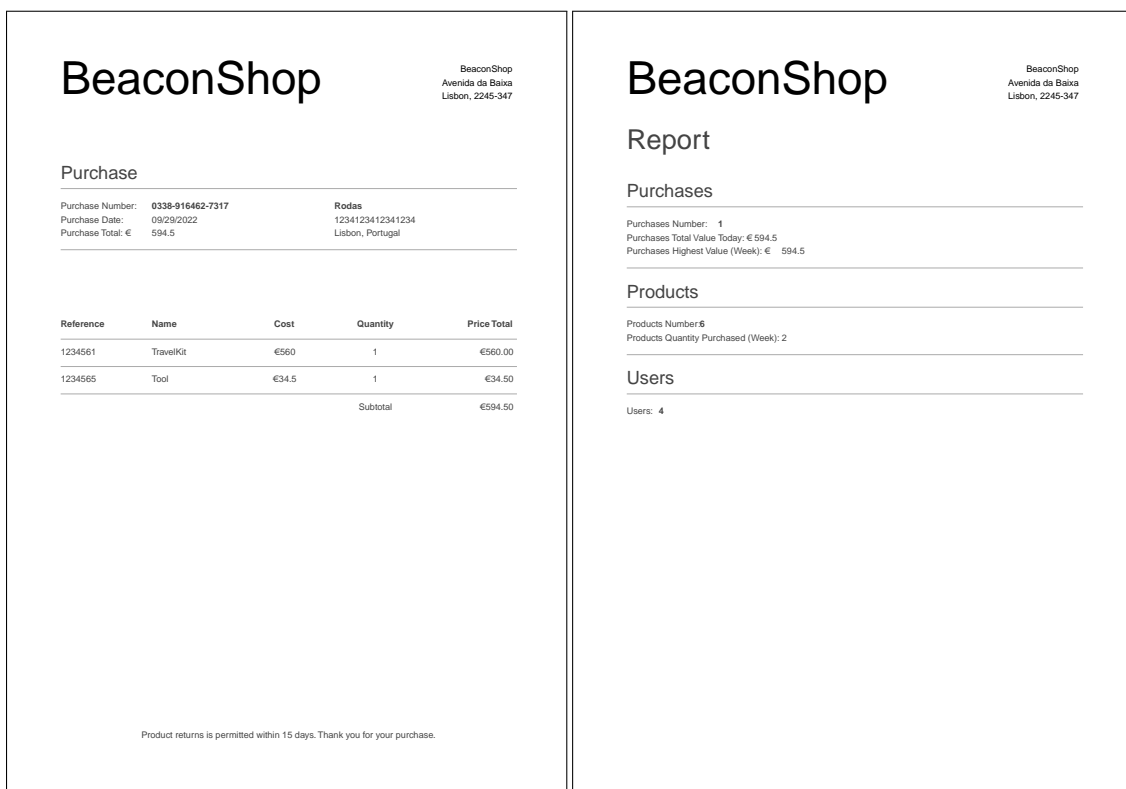 BeaconShop
BeaconShop
Avenida da Baixa
Lisbon, 2245-347
Purchase
Purchase Number: 0338-916462-7317
Purchase Date: 09/29/2022
Purchase Total: € 594.5
Rodas
1234123412341234
Lisbon, Portugal
Reference Name Cost Quantity Price Total
1234561 TravelKit €560 1 €560.00
1234565 Tool €34.5 1 €34.50
Subtotal €594.50
Product returns is permitted within 15 days. Thank you for your purchase.
BeaconShop
BeaconShop
Avenida da Baixa
Lisbon, 2245-347
Report
Purchases
Purchases Number: 1
Purchases Total Value Today: € 594.5
Purchases Highest Value (Week): € 594.5
Products
Products Number:6
Products Quantity Purchased (Week): 2
Users
Users: 4